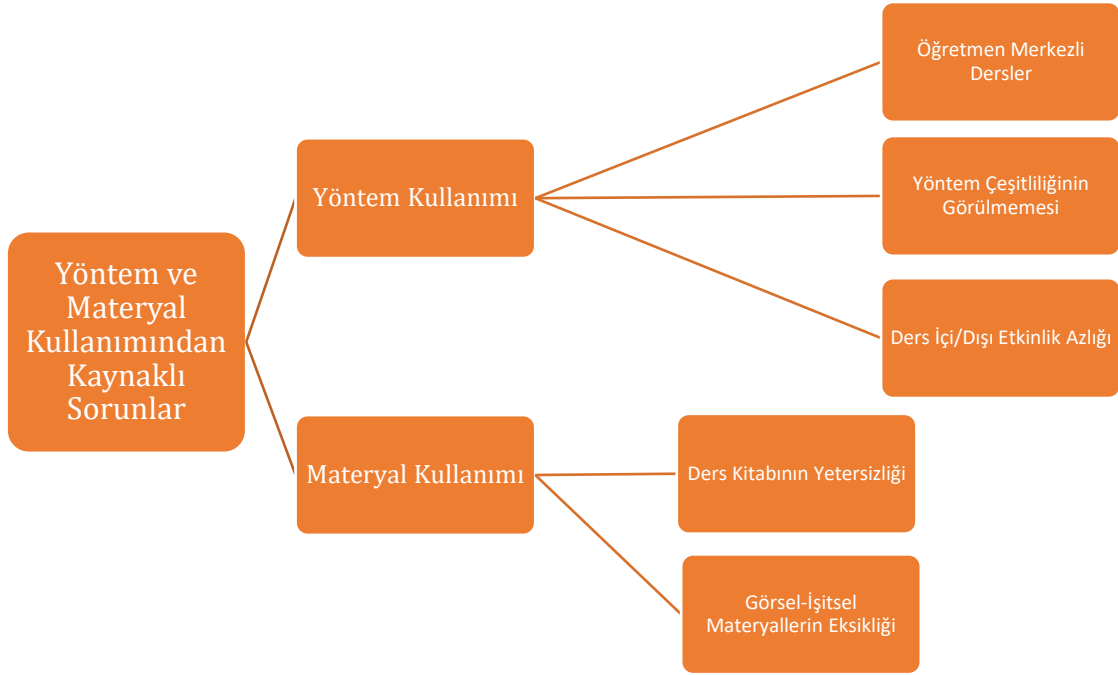 Yöntem ve
Materyal
Kullanımından
Kaynaklı
Sorunlar
Yöntem Kullanımı
Öğretmen Merkezli
Dersler
Yöntem Çeşitliliğinin
Görülmemesi
Ders İçi/Dışı Etkinlik Azlığı
Materyal Kullanımı
Ders Kitabının Yetersizliği
Görsel-İşitsel
Materyallerin Eksikliği